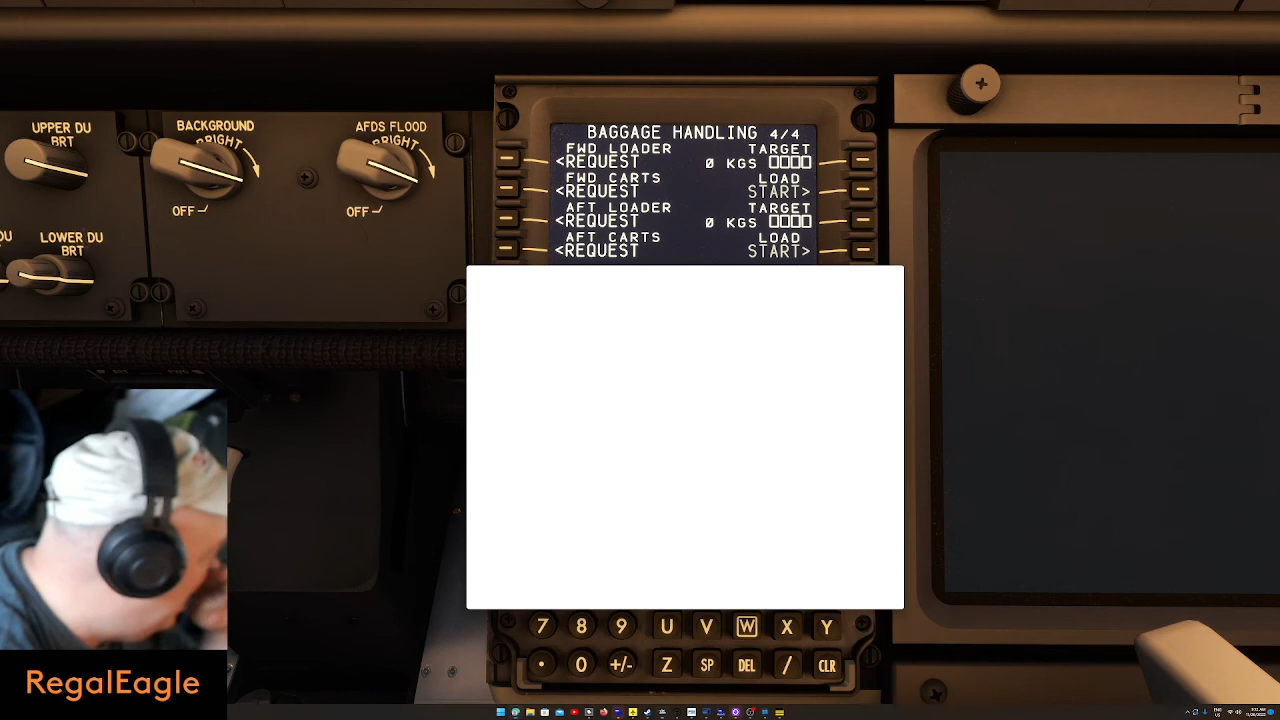 UPPER DU
BRT
BACKGROUND
BRIGHT
OFF
AFDS FLOOD
BRIGHT
OFF
LOWER DU
BRT
BAGGAGE HANDLING 4/4
FWD LOADER TARGET
<REQUEST 0 KGS □□□□
FWD CARTS LOAD
<REQUEST START>
AFT LOADER TARGET
<REQUEST 0 KGS □□□□
AFT CARTS LOAD
<REQUEST START>
7 8 9 U V W X Y
. 0 +/- Z SP DEL / CLR
RegalEagle